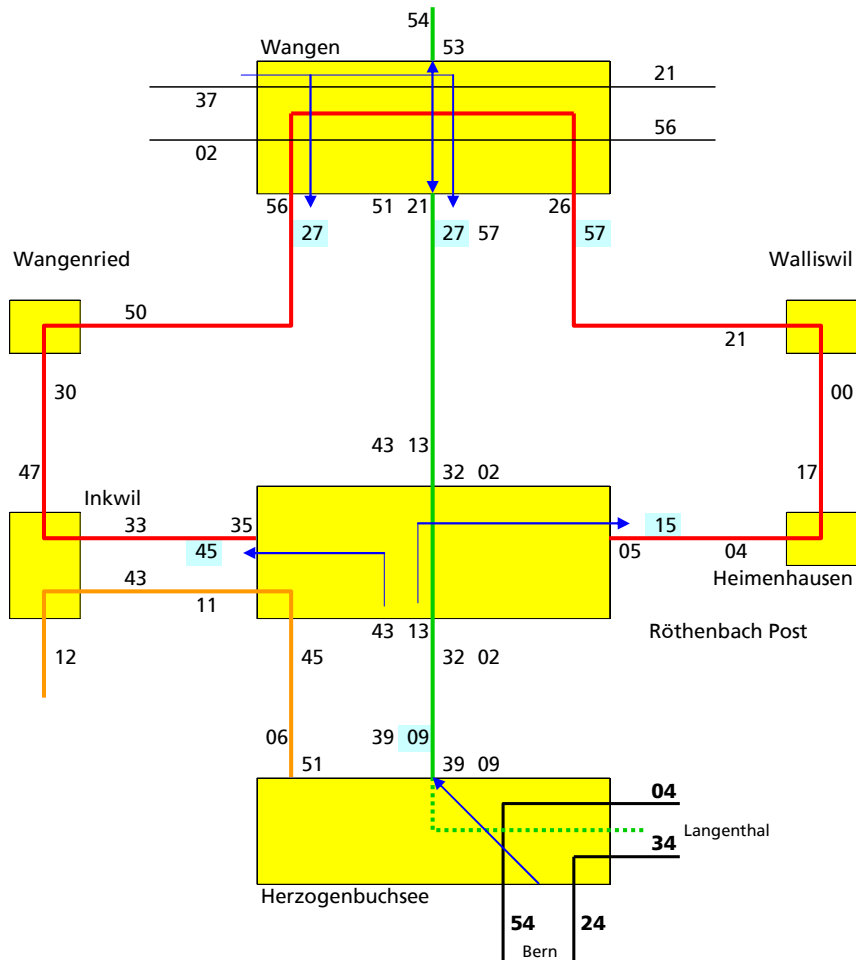 54
Wangen 53
21
37
56
02
56 51 21 26
27 27 57 57
Wangenried Walliswil
50
21
30 00
43 13
47 32 02 17
Inkwil
33 35 15
45 05 04
43 Heimenhausen
11
43 13 Röthenbach Post
12 45 32 02
06 39 09
51 39 09
04
Langenthal
34
Herzogenbuchsee
54 24
Bern